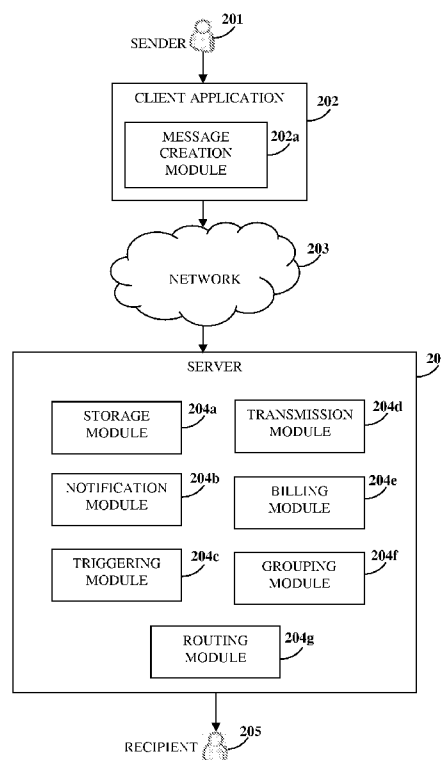 201
SENDER
CLIENT APPLICATION
202
MESSAGE
CREATION
MODULE
202a
203
NETWORK
SERVER
20
STORAGE
MODULE
204a
TRANSMISSION
MODULE
204d
NOTIFICATION
MODULE
204b
BILLING
MODULE
204e
TRIGGERING
MODULE
204c
GROUPING
MODULE
204f
ROUTING
MODULE
204g
RECIPIENT
205